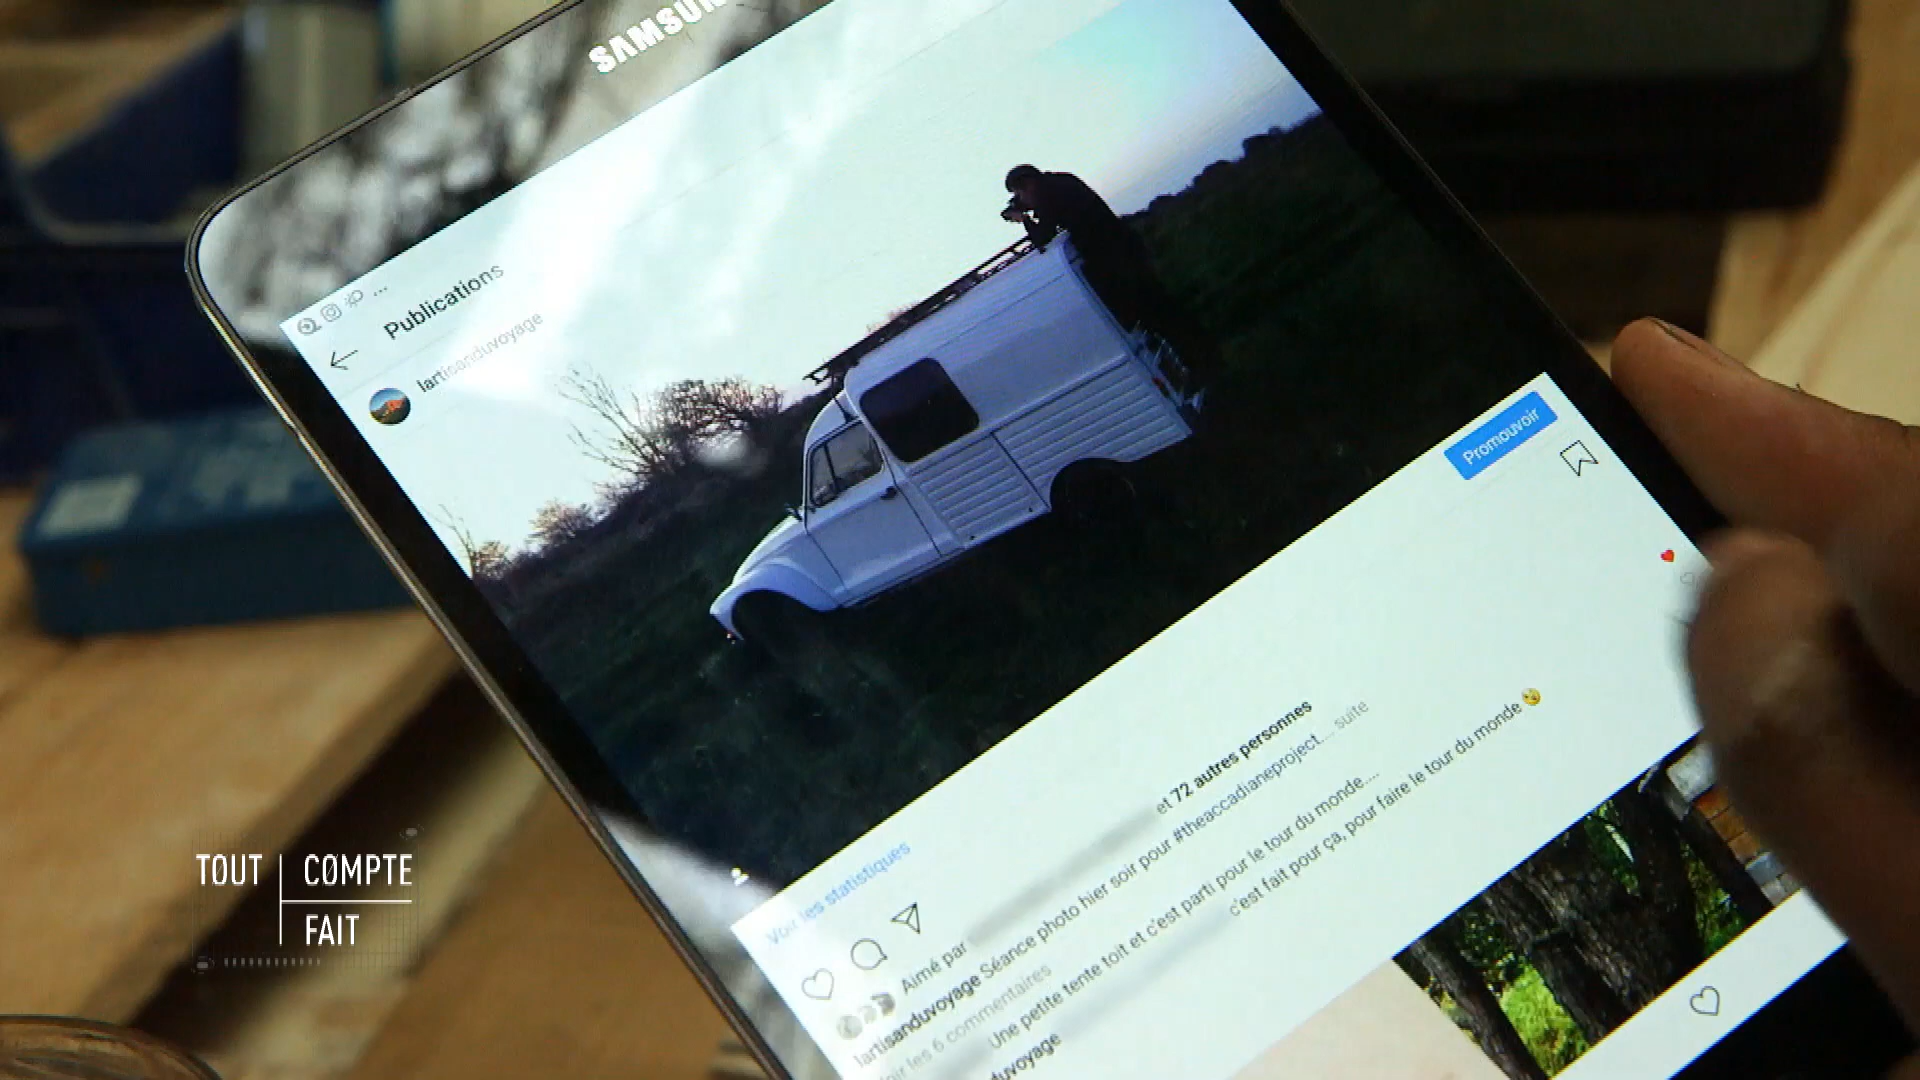 SAMSUN
Publications
lartisanduvoyage
Promouvoir
Voir les statistiques
Aimé par et 72 autres personnes
lartisanduvoyage Séance photo hier soir pour #theaccadianeproject.... suite
les 6 commentaires
Une petite tente toit et c'est parti pour le tour du monde....
duvoyage c'est fait pour ça, pour faire le tour du monde
TOUT COMPTE
FAIT